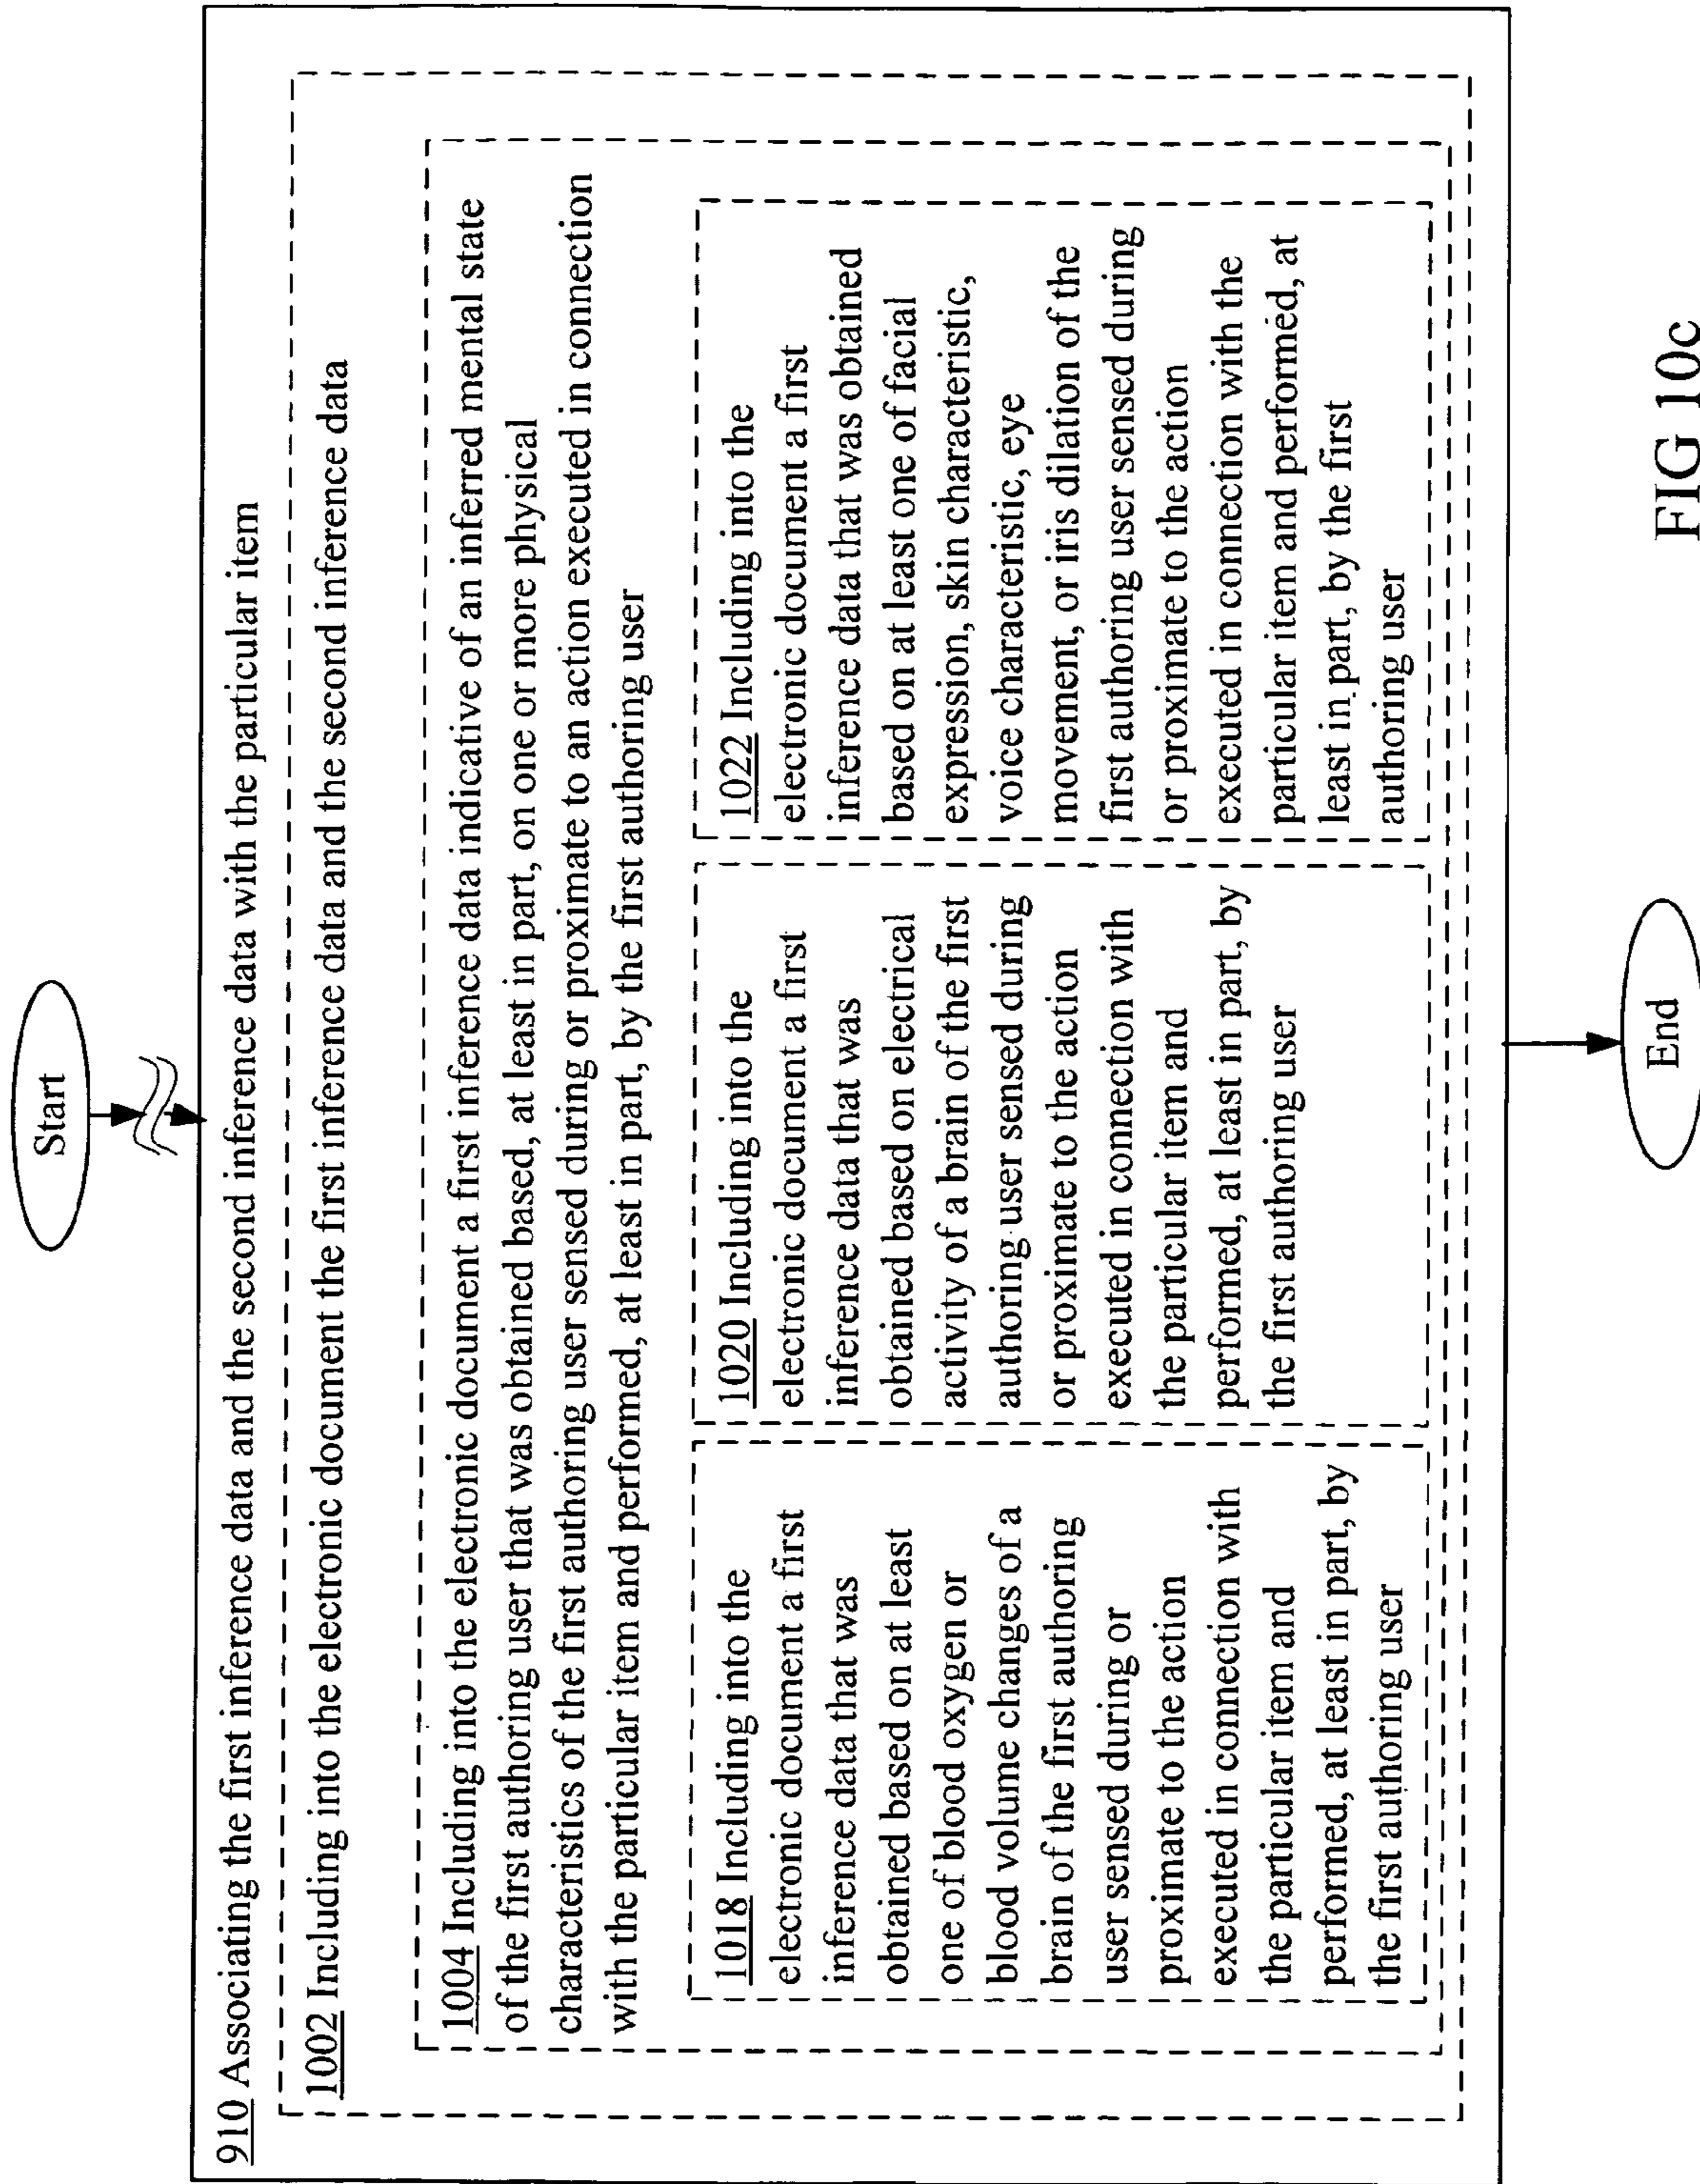 Start
910 Associating the first inference data and the second inference data with the particular item
1002 Including into the electronic document the first inference data and the second inference data
1004 Including into the electronic document a first inference data indicative of an inferred mental state
of the first authoring user that was obtained based, at least in part, on one or more physical
characteristics of the first authoring user sensed during or proximate to an action executed in connection
with the particular item and performed, at least in part, by the first authoring user
1018 Including into the
electronic document a first
inference data that was
obtained based on at least
one of blood oxygen or
blood volume changes of a
brain of the first authoring
user sensed during or
proximate to the action
executed in connection with
the particular item and
performed, at least in part, by
the first authoring user
1020 Including into the
electronic document a first
inference data that was
obtained based on electrical
activity of a brain of the first
authoring user sensed during
or proximate to the action
executed in connection with
the particular item and
performed, at least in part, by
the first authoring user
1022 Including into the
electronic document a first
inference data that was obtained
based on at least one of facial
expression, skin characteristic,
voice characteristic, eye
movement, or iris dilation of the
first authoring user sensed during
or proximate to the action
executed in connection with the
particular item and performed, at
least in part, by the first
authoring user
End
FIG 10c